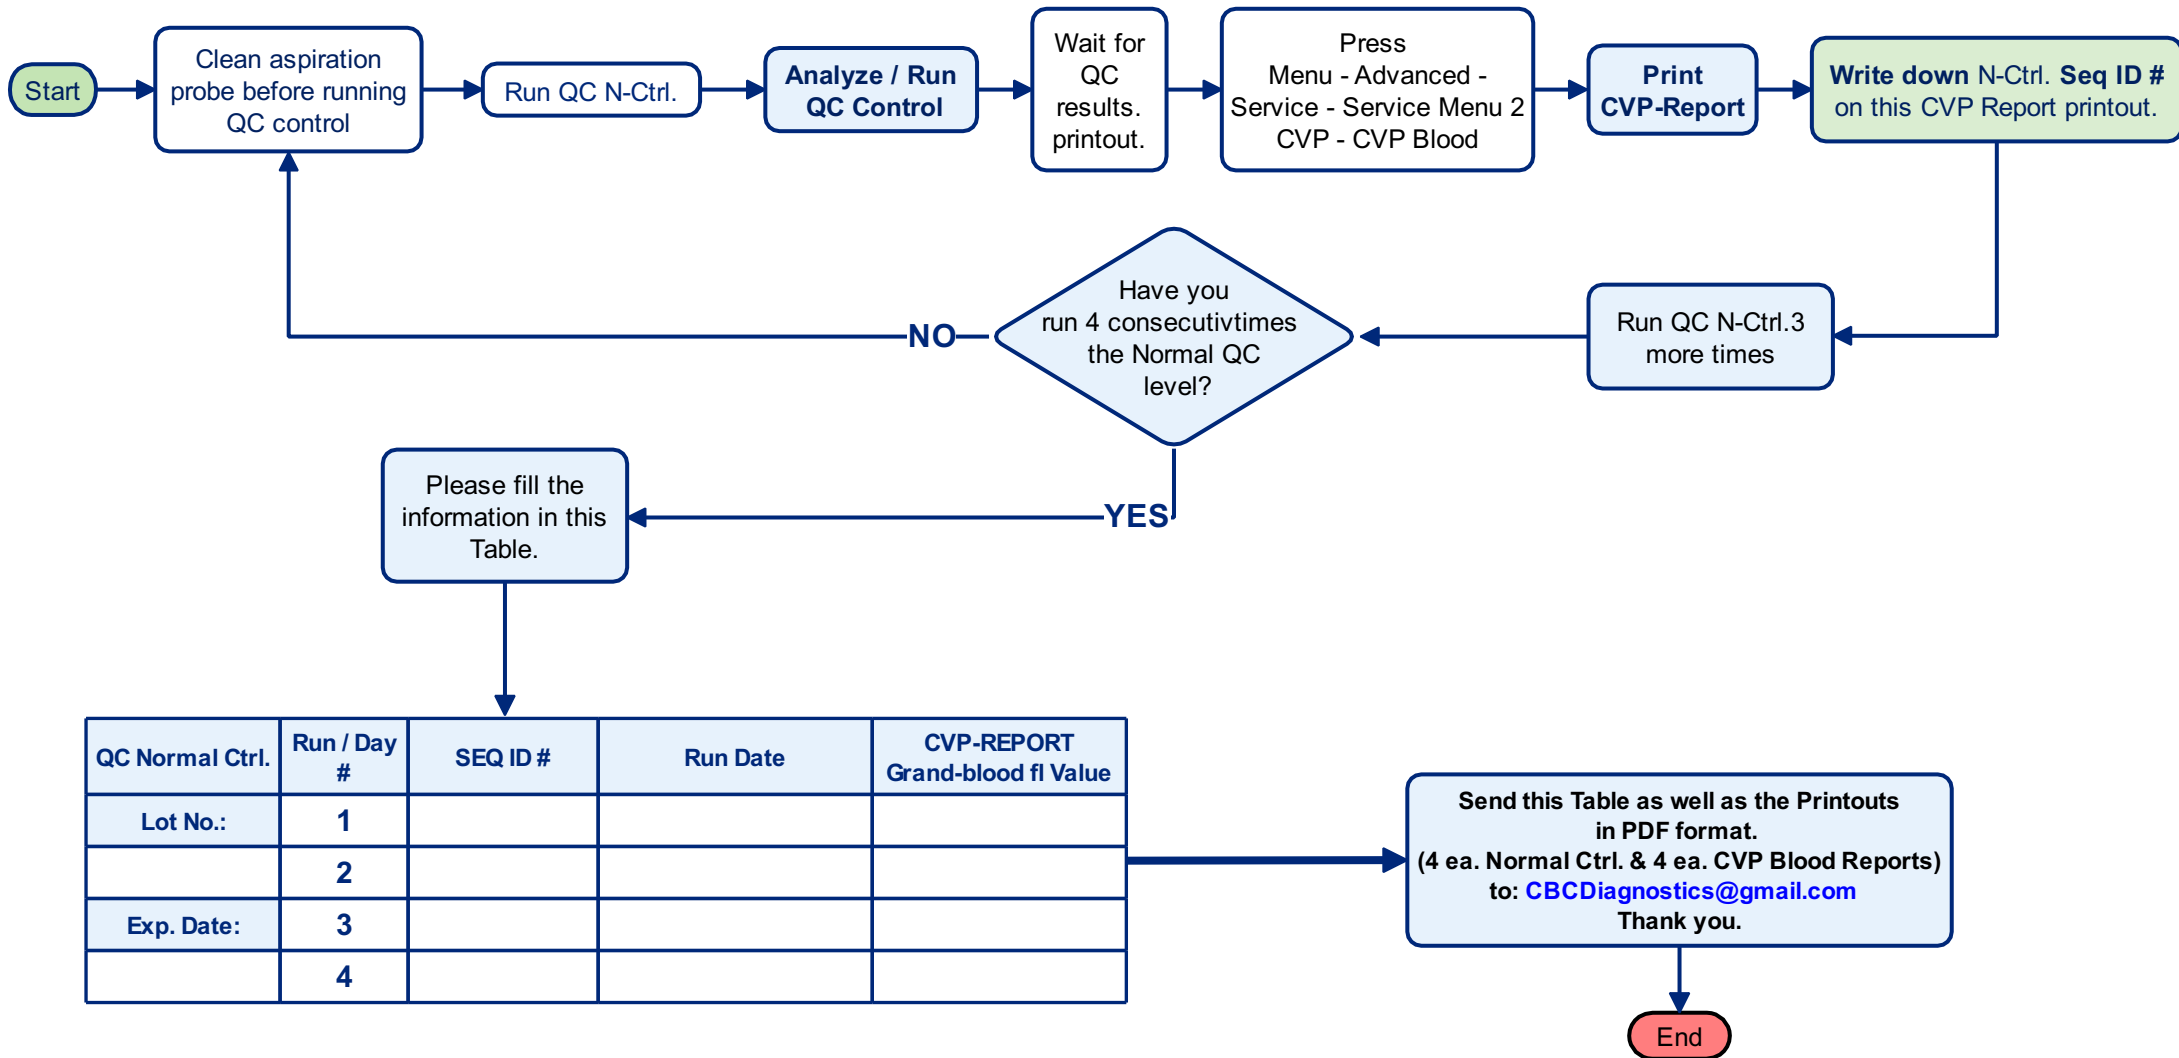 Start
Clean aspiration
probe before running
QC control
Run QC N-Ctrl.
Analyze / Run
QC Control
Wait for
QC
results.
printout.
Press
Menu - Advanced -
Service - Service Menu 2
CVP - CVP Blood
Print
CVP-Report
Write down N-Ctrl. Seq ID #
on this CVP Report printout.
Run QC N-Ctrl.3
more times
Have you
run 4 consecutivtimes
the Normal QC
level?
NO
YES
Please fill the
information in this
Table.
QC Normal Ctrl.
Run / Day
#
SEQ ID #
Run Date
CVP-REPORT
Grand-blood fl Value
Lot No.:
1
2
Exp. Date:
3
4
Send this Table as well as the Printouts
in PDF format.
(4 ea. Normal Ctrl. & 4 ea. CVP Blood Reports)
to: CBCDiagnostics@gmail.com
Thank you.
End